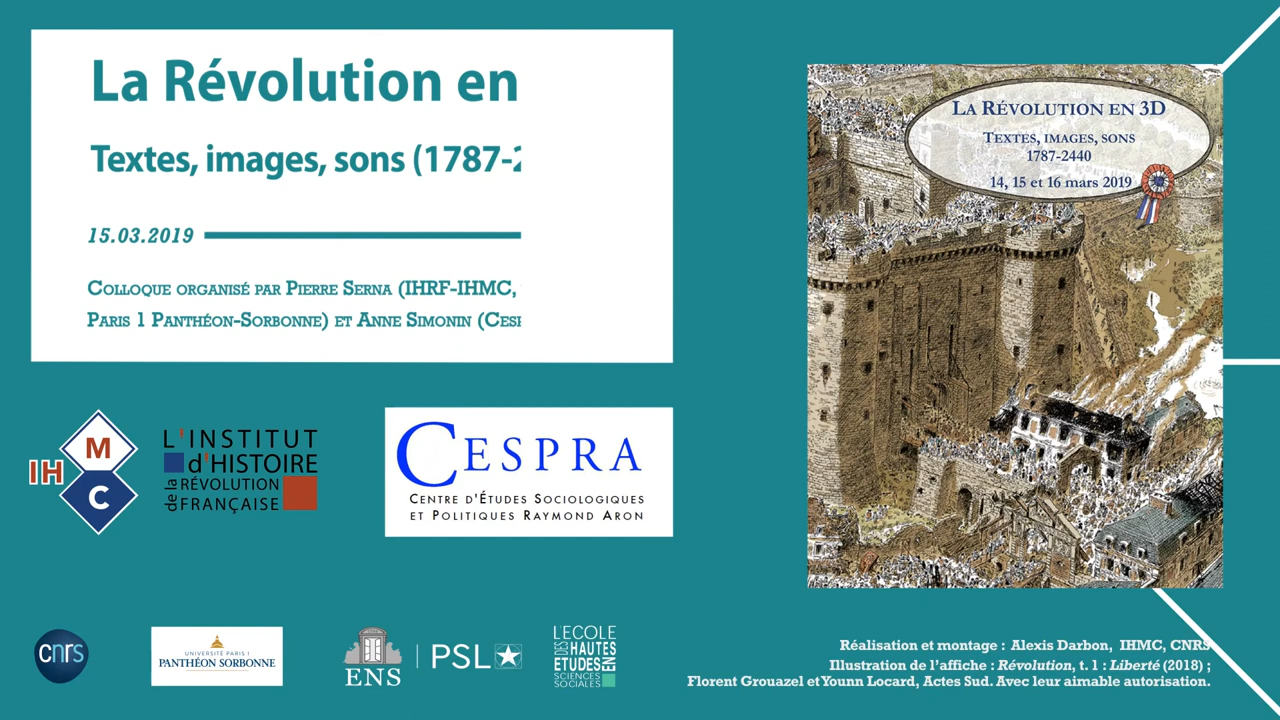 La Révolution en
Textes, images, sons (1787-
15.03.2019
Colloque organisé par Pierre Serna (IHRF-IHMC,
Paris 1 Panthéon-Sorbonne) et Anne Simonin (Cesp
LA RÉVOLUTION EN 3D
TEXTES, IMAGES, SONS
1787-2440
14, 15 et 16 mars 2019
IH
M
C
L'INSTITUT
d'HISTOIRE
de la RÉVOLUTION
FRANÇAISE
CESPRA
Centre d'Études Sociologiques
et Politiques Raymond Aron
cnrs
UNIVERSITÉ PARIS 1
PANTHÉON SORBONNE
ENS
PSL
L'ECOLE
DES HAUTES
ETUDES EN
SCIENCES
SOCIALES
Réalisation et montage : Alexis Darbon, IHMC, CNRS
Illustration de l'affiche : Révolution, t. 1 : Liberté (2018) ;
Florent Grouazel et Younn Locard, Actes Sud. Avec leur aimable autorisation.